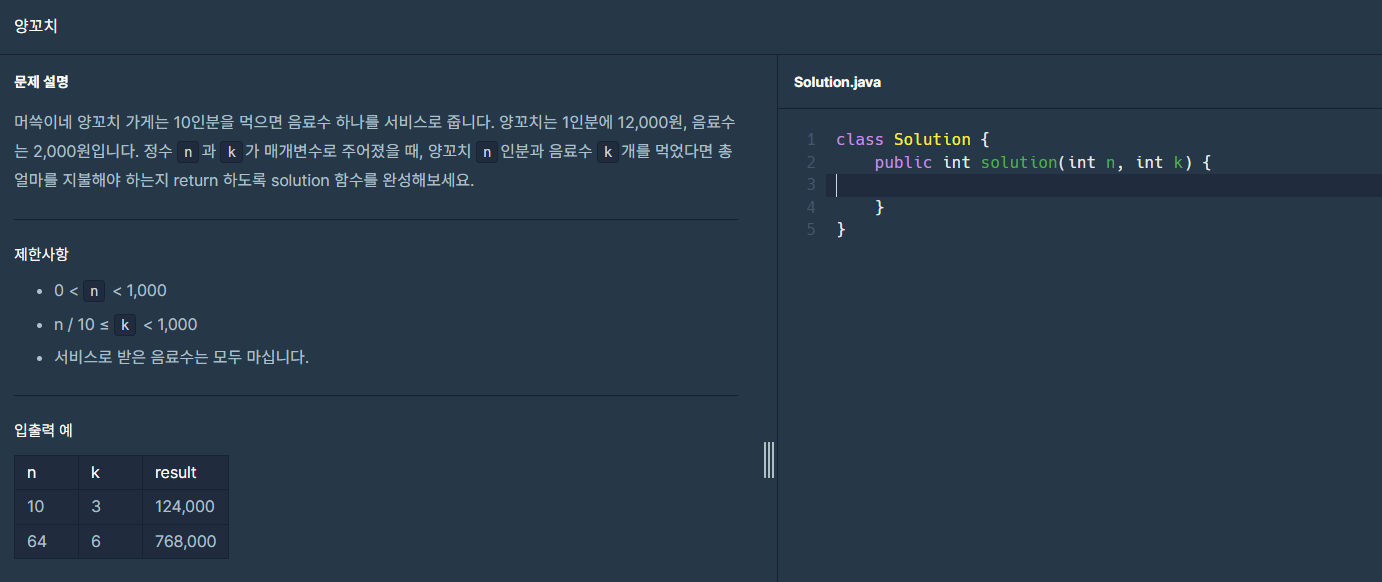 양꼬치
문제 설명
머쓱이네 양꼬치 가게는 10인분을 먹으면 음료수 하나를 서비스로 줍니다. 양꼬치는 1인분에 12,000원, 음료수
는 2,000원입니다. 정수 n 과 k 가 매개변수로 주어졌을 때, 양꼬치 n 인분과 음료수 k 개를 먹었다면 총
얼마를 지불해야 하는지 return 하도록 solution 함수를 완성해보세요.
제한사항
• 0 < n < 1,000
• n / 10 ≤ k < 1,000
• 서비스로 받은 음료수는 모두 마십니다.
입출력 예
n k result
10 3 124,000
64 6 768,000
Solution.java
1 class Solution {
2 public int solution(int n, int k) {
3
4 }
5 }